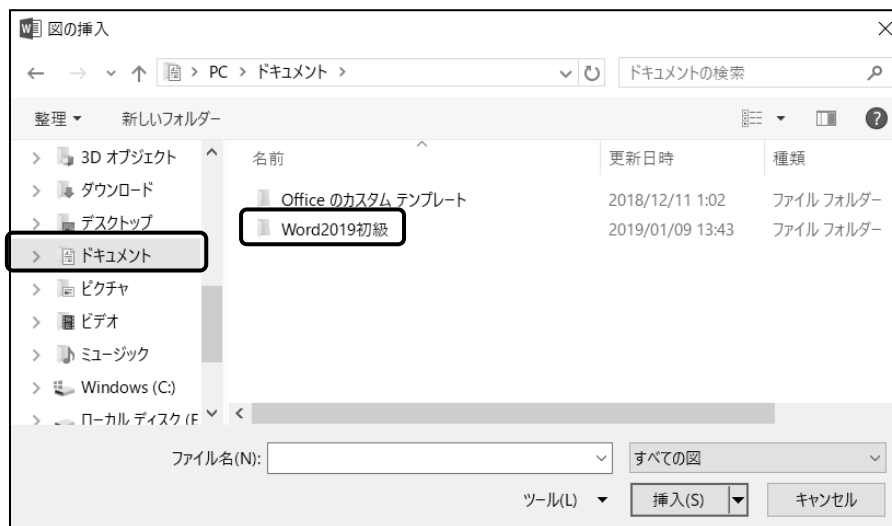 図の挿入
PC > ドキュメント >
ドキュメントの検索
整理 新しいフォルダー
名前 更新日時 種類
3D オブジェクト
ダウンロード
デスクトップ
ドキュメント
ピクチャ
ビデオ
ミュージック
Windows (C:)
ローカル ディスク (E
Office のカスタム テンプレート 2018/12/11 1:02 ファイル フォルダー
Word2019初級 2019/01/09 13:43 ファイル フォルダー
ファイル名(N):
すべての図
ツール(L) 挿入(S) キャンセル